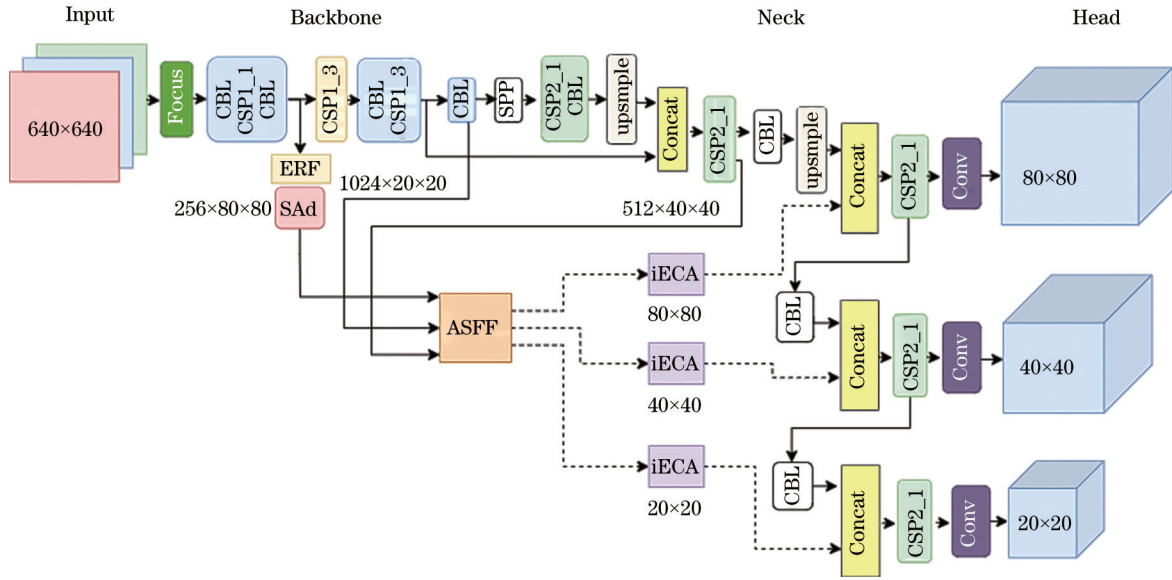 Input
Backbone
Neck
Head
640×640
Focus
CBL
CSP1_1
CBL
CSP1_3
CBL
CSP1_3
CBL
SPP
CSP2_1
CBL
upsmple
Concat
CSP2_1
CBL
upsmple
Concat
CSP2_1
Conv
80×80
ERF
SAd
256×80×80
1024×20×20
512×40×40
ASFF
iECA
80×80
iECA
40×40
iECA
20×20
CBL
Concat
CSP2_1
Conv
40×40
CBL
Concat
CSP2_1
Conv
20×20